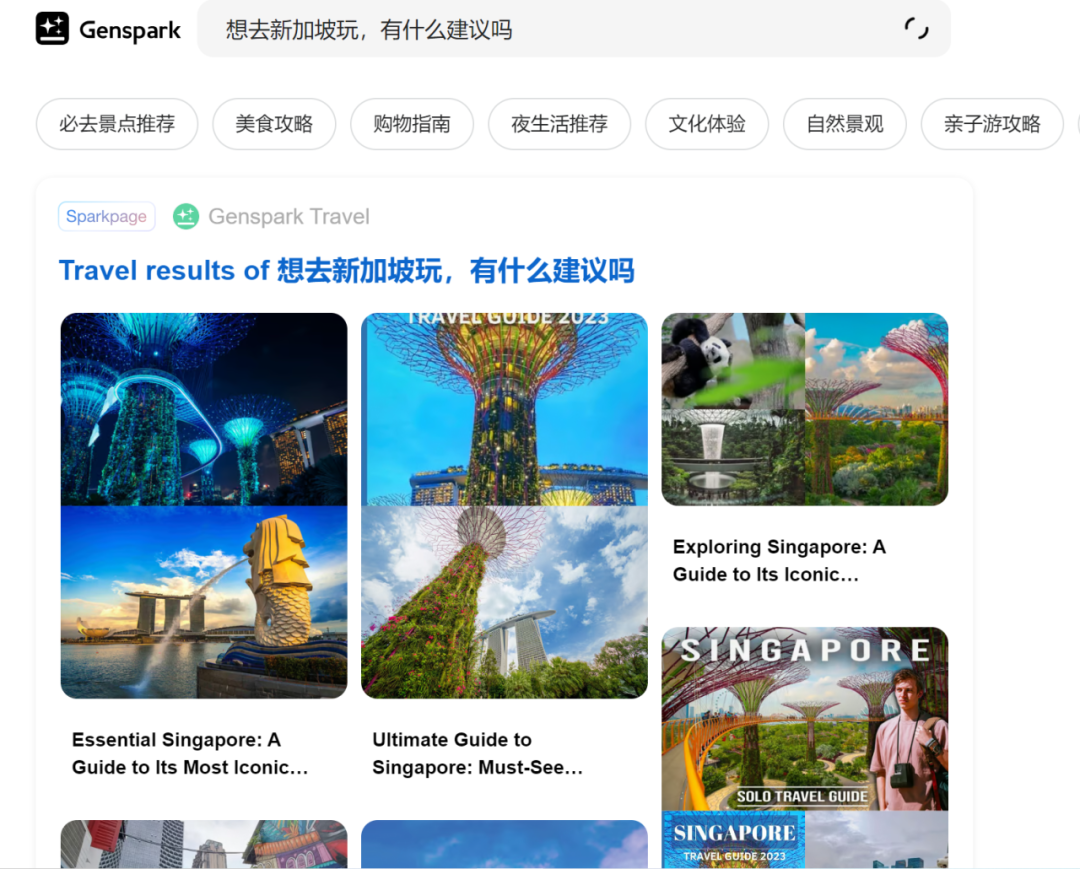 Genspark
想去新加坡玩，有什么建议吗
必去景点推荐
美食攻略
购物指南
夜生活推荐
文化体验
自然景观
亲子游攻略
Sparkpage
Genspark Travel
Travel results of 想去新加坡玩，有什么建议吗
TRAVEL GUIDE 2023
Exploring Singapore: A
Guide to Its Iconic...
SINGAPORE
SOLO TRAVEL GUIDE
Essential Singapore: A
Guide to Its Most Iconic...
Ultimate Guide to
Singapore: Must-See...
SINGAPORE
TRAVEL GUIDE 2023